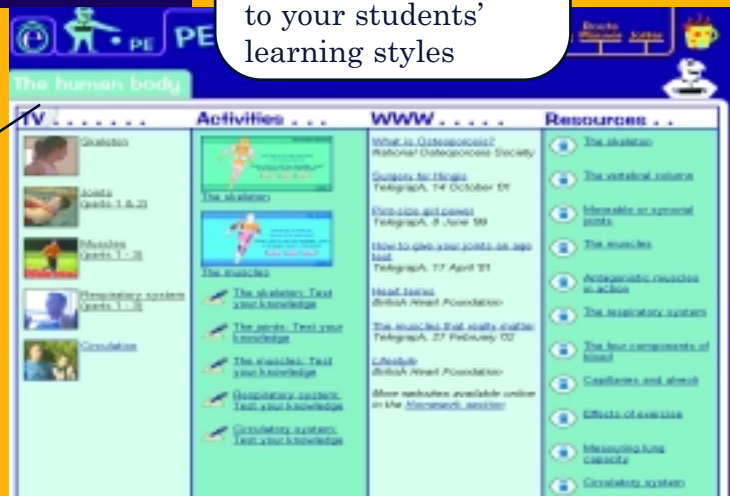 to your students'
learning styles
PE
PE
The human body
TV . . . . . . .
Skeleton
Joints
(parts 1 & 2)
Muscles
(parts 1 - 3)
Respiratory system
(parts 1 - 3)
Circulation
Activities . . .
The skeleton
The muscles
The skeleton: Test
your knowledge
The joints: Test your
knowledge
The muscles: Test
your knowledge
Respiratory system:
Test your knowledge
Circulatory system:
Test your knowledge
WWW . . . . .
What is Osteoporosis?
National Osteoporosis Society
Surgery for Hingis
Telegraph, 14 October '01
Pint-size girl power
Telegraph, 8 June '99
How to give your joints an age
test
Telegraph, 17 April '01
Heart
British Heart Foundation
The muscles that really matter
Telegraph, 27 February '02
Lifestyle
British Heart Foundation
More websites available online
in the Homework section
Resources . .
The skeleton
The vertebral column
Moveable or synovial
joints
The muscles
Antagonistic muscles
in action
The respiratory system
The four components of
blood
Capillaries and alveoli
Effects of exercise
Measuring lung
capacity
Circulatory system